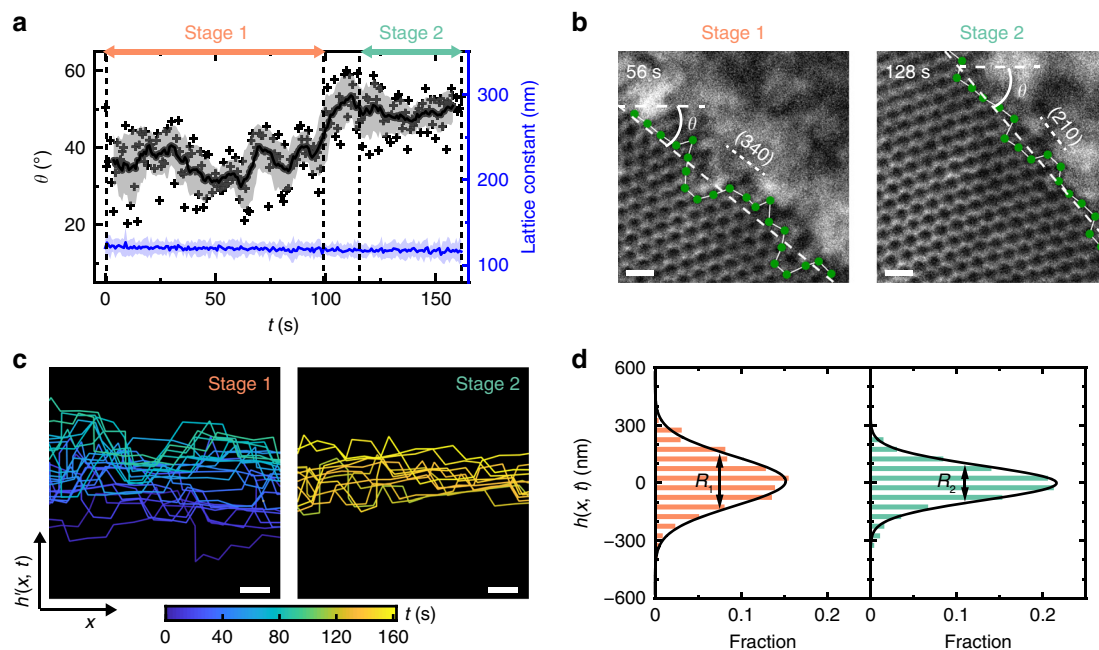 a
Stage 1
Stage 2
60
40
20
θ (°)
300
200
100
Lattice constant (nm)
0
50
100
150
t (s)
b
Stage 1
Stage 2
56 s
θ
(340)
128 s
θ
(210)
c
Stage 1
Stage 2
h′(x, t)
x
t (s)
0
40
80
120
160
d
600
300
0
−300
−600
h(x, t) (nm)
R1
R2
0
0.1
0.2
0
0.1
0.2
Fraction
Fraction